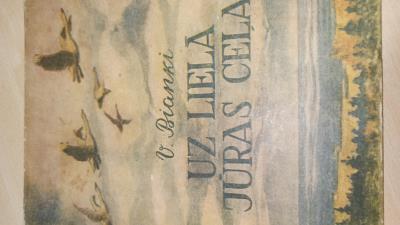 V. Bianki
UZ LIELĀ
JŪRAS CEĻA